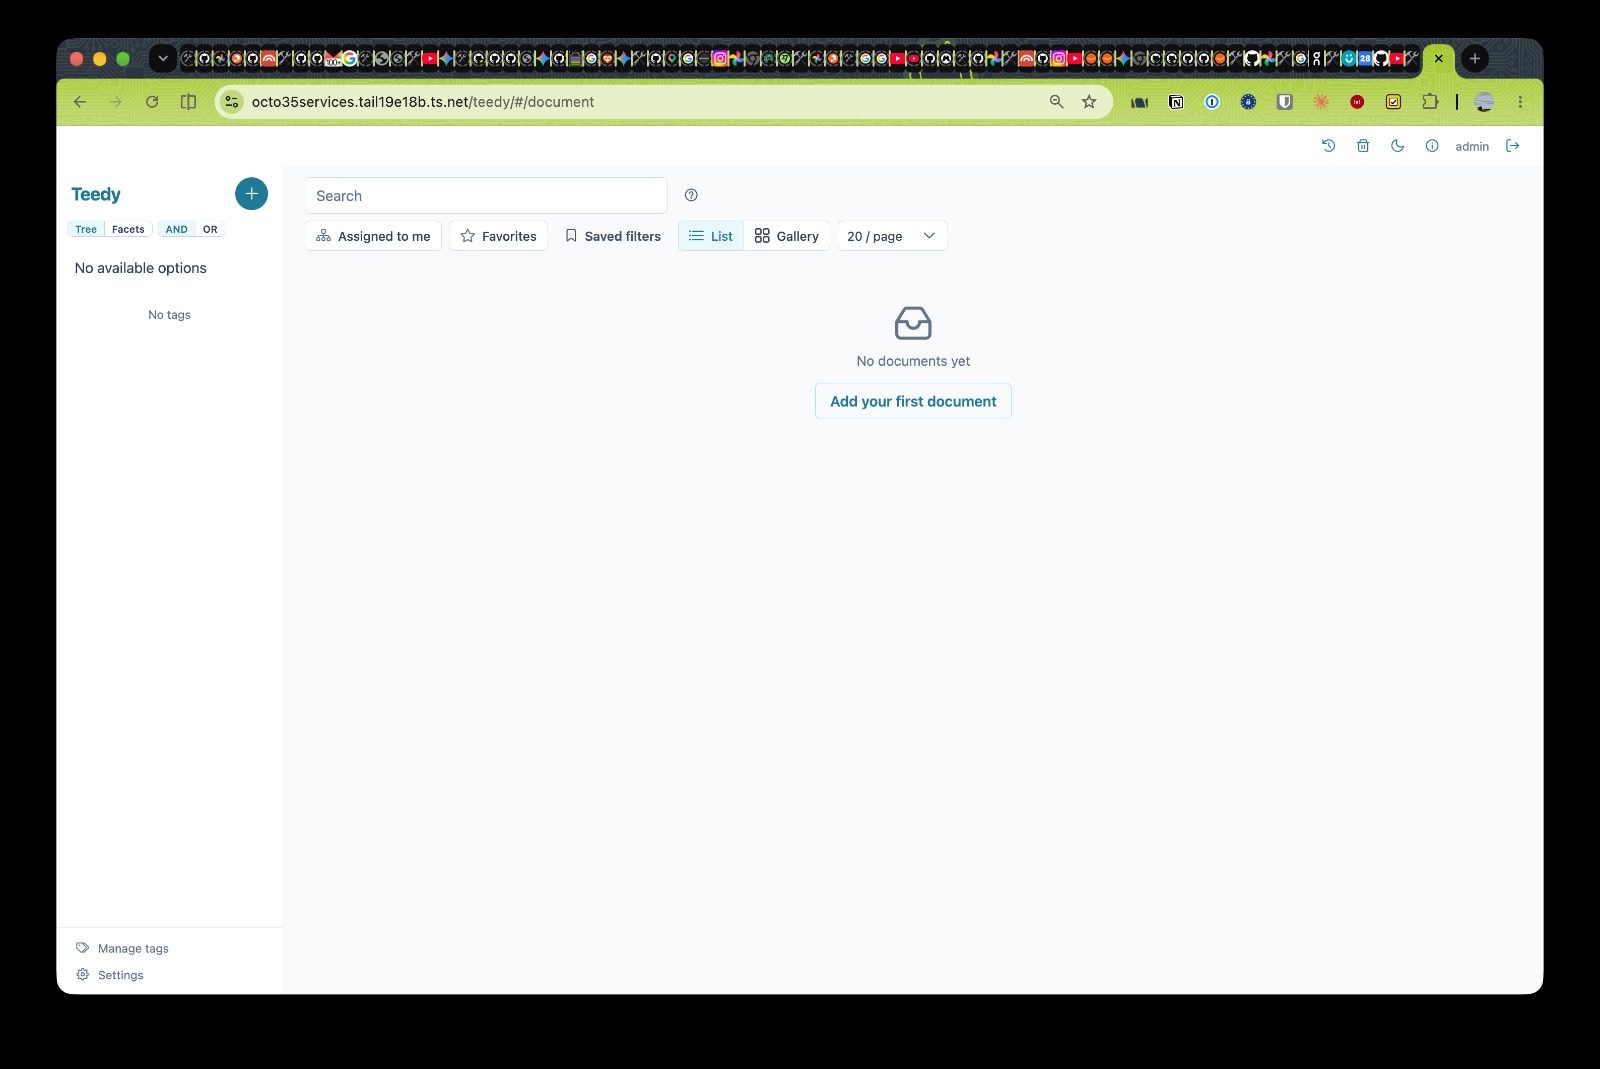 octo35services.tail19e18b.ts.net/teedy/#/document
admin
Teedy
Search
Tree Facets AND OR
Assigned to me Favorites Saved filters List Gallery 20 / page
No available options
No tags
No documents yet
Add your first document
Manage tags
Settings